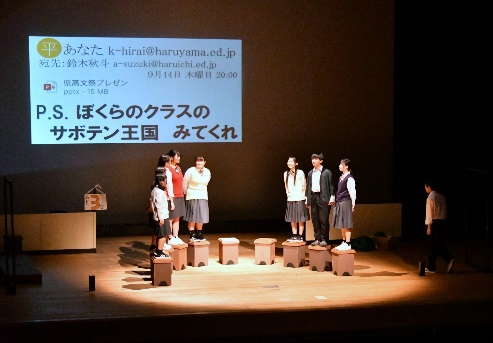 平 あなた k-hirai@haruyama.ed.jp
宛先：鈴木秋斗 a-suzuki@haruichi.ed.jp
9月14日 木曜日 20:00
県高文祭プレゼン
pptx・15 MB
P.S. ぼくらのクラスの
サボテン王国 みてくれ